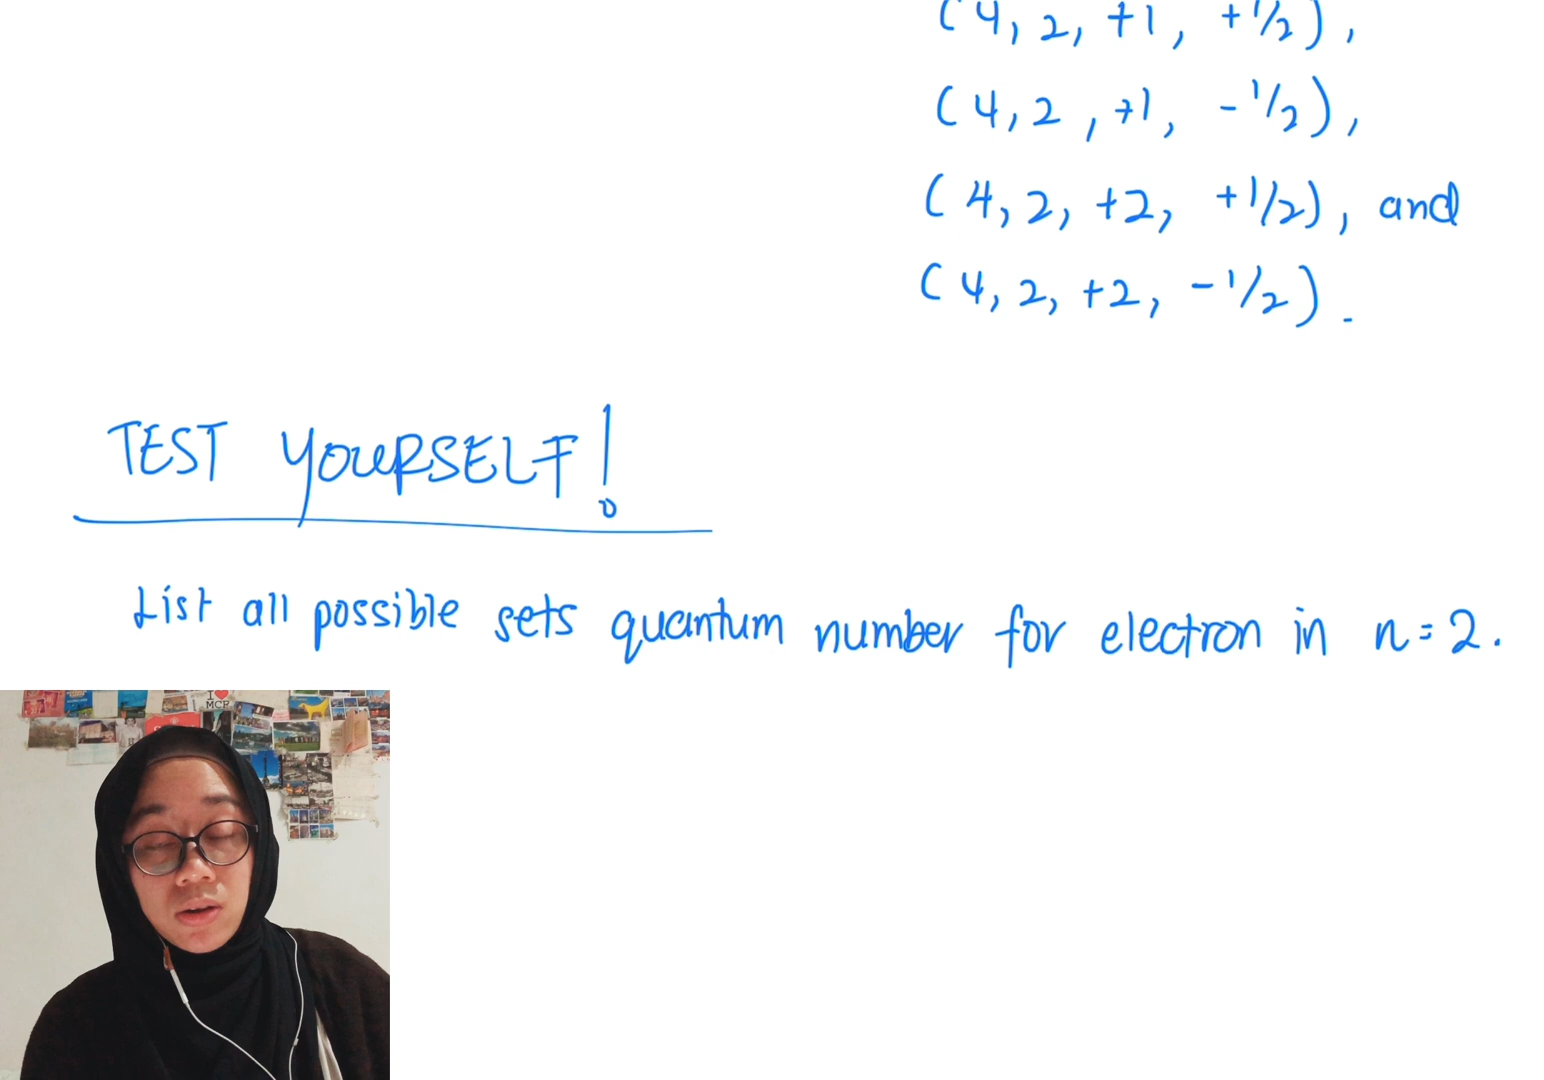 (4, 2, +1, +1/2),
(4, 2, +1, -1/2),
(4, 2, +2, +1/2), and
(4, 2, +2, -1/2).
TEST YOURSELF!
List all possible sets quantum number for electron in n=2.
I ❤ MCR